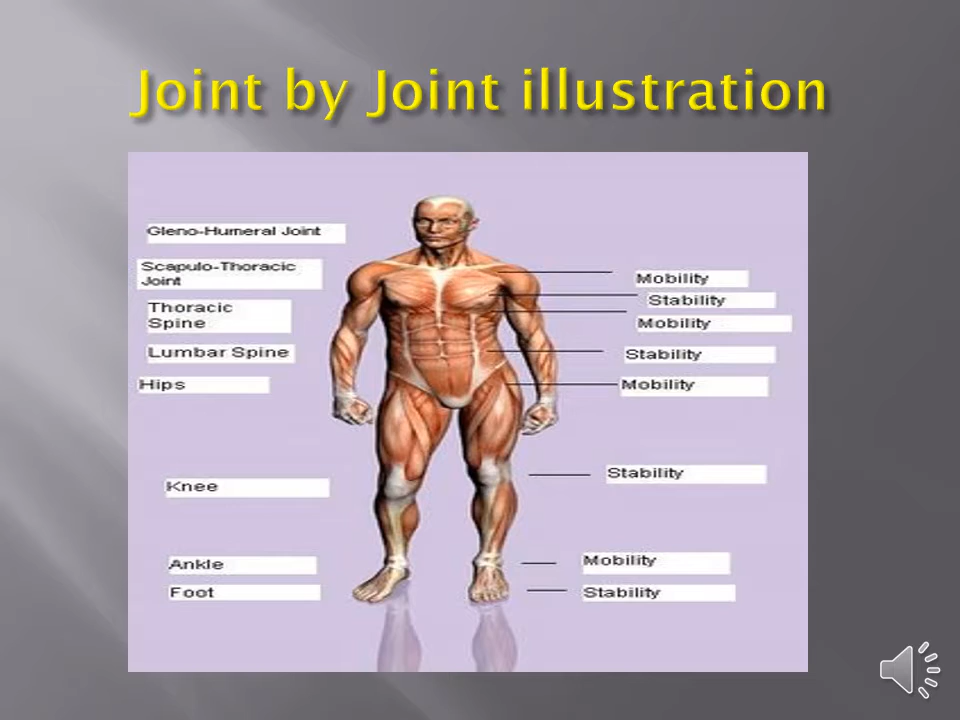 Joint by Joint illustration
Gleno-Humeral Joint
Scapulo-Thoracic
Joint
Thoracic
Spine
Lumbar Spine
Hips
Knee
Ankle
Foot
Mobility
Stability
Mobility
Stability
Mobility
Stability
Mobility
Stability